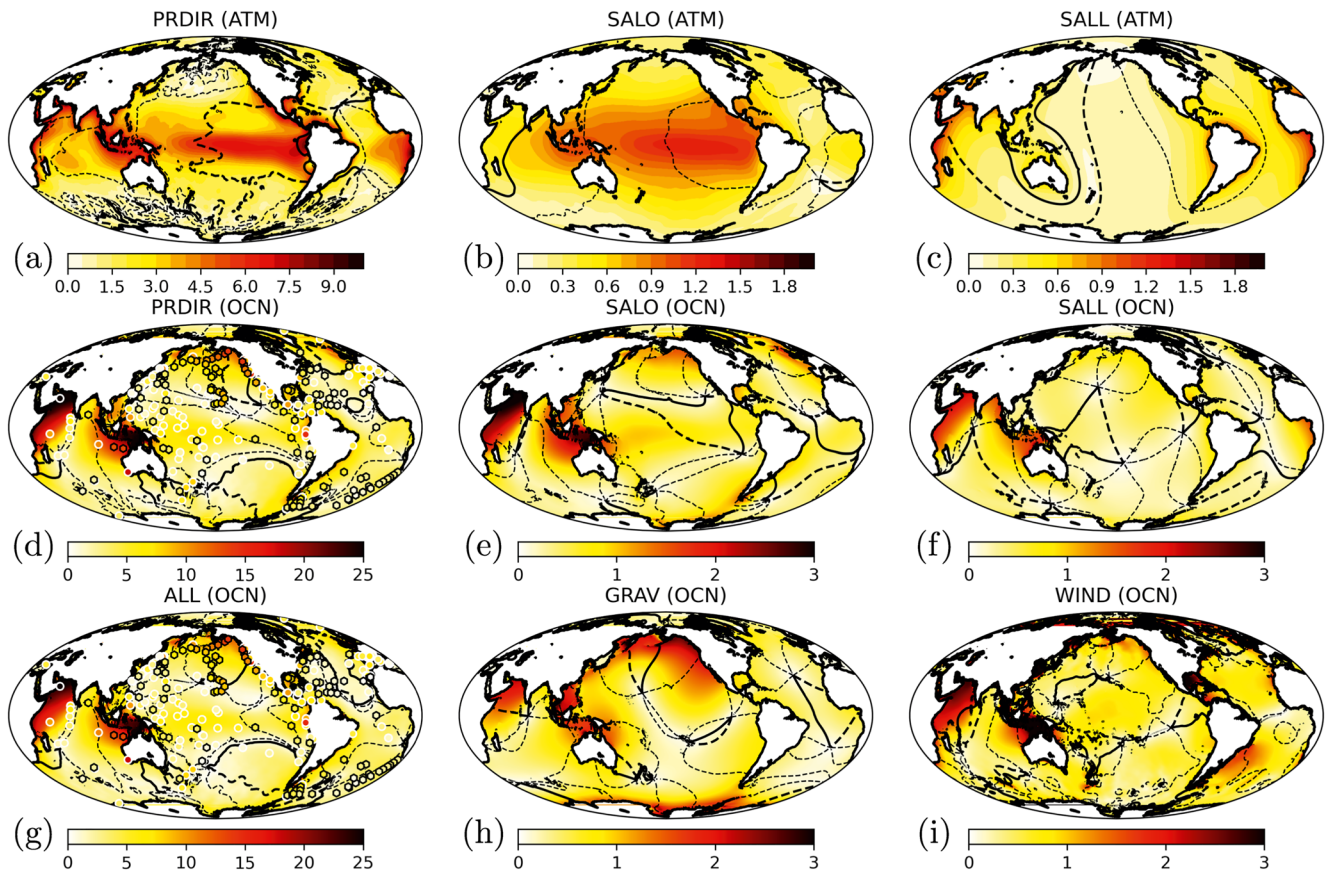 PRDIR (ATM) SALO (ATM) SALL (ATM)
(a) (b) (c)
0.0 1.5 3.0 4.5 6.0 7.5 9.0 0.0 0.3 0.6 0.9 1.2 1.5 1.8 0.0 0.3 0.6 0.9 1.2 1.5 1.8
PRDIR (OCN) SALO (OCN) SALL (OCN)
(d) (e) (f)
0 5 10 15 20 25 0 1 2 3 0 1 2 3
ALL (OCN) GRAV (OCN) WIND (OCN)
(g) (h) (i)
0 5 10 15 20 25 0 1 2 3 0 1 2 3